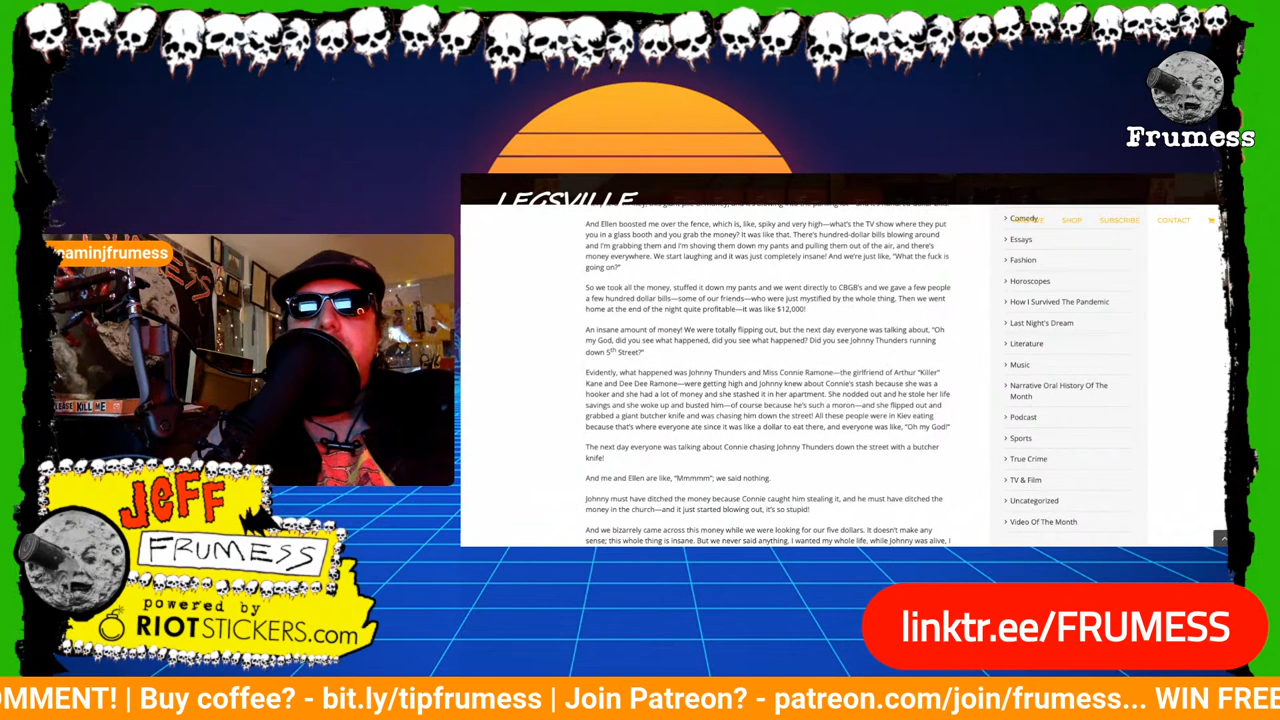 Frumess
LEGSVILLE
SHOP
SUBSCRIBE
CONTACT
eaminjfrumess
And Ellen boosted me over the fence, which is, like, spiky and very high—what's the TV show where they put
you in a glass booth and you grab the money? It was like that. There's hundred-dollar bills blowing around
and I'm grabbing them and I'm shoving them down my pants and pulling them out of the air, and there's
money everywhere. We start laughing and it was just completely insane! And we're just like, "What the fuck is
going on?"
So we took all the money, stuffed it down my pants and we went directly to CBGB's and we gave a few people
a few hundred dollar bills—some of our friends—who were just mystified by the whole thing. Then we went
home at the end of the night quite profitable—it was like $12,000!
An insane amount of money! We were totally flipping out, but the next day everyone was talking about, "Oh
my God, did you see what happened, did you see what happened? Did you see Johnny Thunders running
down 5th Street?"
Evidently, what happened was Johnny Thunders and Miss Connie Ramone—the girlfriend of Arthur "Killer"
Kane and Dee Dee Ramone—were getting high and Johnny knew about Connie's stash because she was a
hooker and she had a lot of money and she stashed it in her apartment. She nodded out and he stole her life
savings and she woke up and busted him—of course because he's such a moron—and she flipped out and
grabbed a giant butcher knife and was chasing him down the street! All these people were in Kiev eating
because that's where everyone ate since it was like a dollar to eat there, and everyone was like, "Oh my God!"
The next day everyone was talking about Connie chasing Johnny Thunders down the street with a butcher
knife!
And me and Ellen are like, "Mmmmm"; we said nothing.
Johnny must have ditched the money because Connie caught him stealing it, and he must have ditched the
money in the church—and it just started blowing out, it's so stupid!
And we bizarrely came across this money while we were looking for our five dollars. It doesn't make any
sense; this whole thing is insane. But we never said anything. I wanted my whole life, while Johnny was alive, I
Comedy
Essays
Fashion
Horoscopes
How I Survived The Pandemic
Last Night's Dream
Literature
Music
Narrative Oral History Of The
Month
Podcast
Sports
True Crime
TV & Film
Uncategorized
Video Of The Month
LEASE KILL ME
JEFF
FRUMESS
powered by
RIOTSTICKERS.com
linktr.ee/FRUMESS
OMMENT! | Buy coffee? - bit.ly/tipfrumess | Join Patreon? - patreon.com/join/frumess... WIN FREE